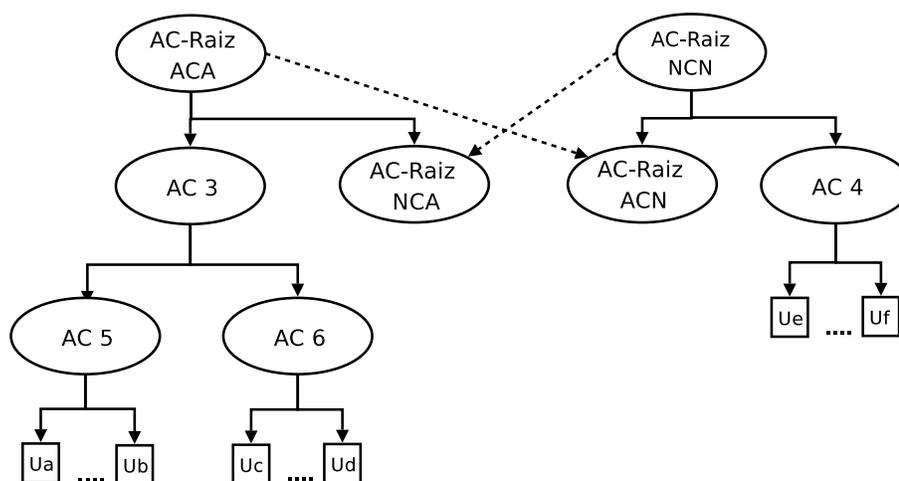 AC-Raiz
ACA
AC-Raiz
NCN
AC 3
AC-Raiz
NCA
AC-Raiz
ACN
AC 4
AC 5
AC 6
Ue
....
Uf
Ua
....
Ub
Uc
....
Ud